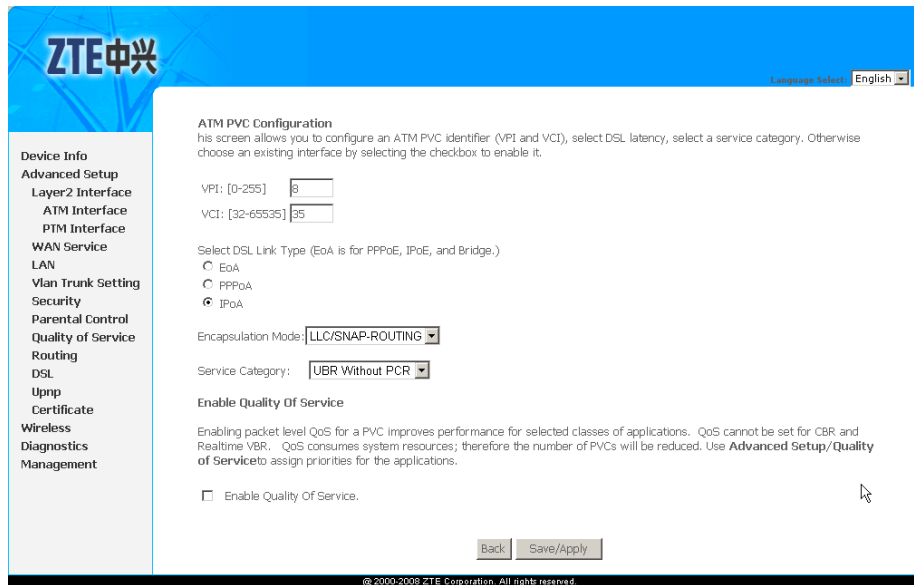 ZTE中兴
Language Select: English
ATM PVC Configuration
his screen allows you to configure an ATM PVC identifier (VPI and VCI), select DSL latency, select a service category. Otherwise
choose an existing interface by selecting the checkbox to enable it.
VPI: [0-255] 8
VCI: [32-65535] 35
Select DSL Link Type (EoA is for PPPoE, IPoE, and Bridge.)
EoA
PPPoA
IPoA
Encapsulation Mode: LLC/SNAP-ROUTING
Service Category: UBR Without PCR
Enable Quality Of Service
Enabling packet level QoS for a PVC improves performance for selected classes of applications. QoS cannot be set for CBR and
Realtime VBR. QoS consumes system resources; therefore the number of PVCs will be reduced. Use Advanced Setup/Quality
of Serviceto assign priorities for the applications.
Enable Quality Of Service.
Back Save/Apply
Device Info
Advanced Setup
Layer2 Interface
ATM Interface
PTM Interface
WAN Service
LAN
Vlan Trunk Setting
Security
Parental Control
Quality of Service
Routing
DSL
Upnp
Certificate
Wireless
Diagnostics
Management
@ 2000-2008 ZTE Corporation. All rights reserved.